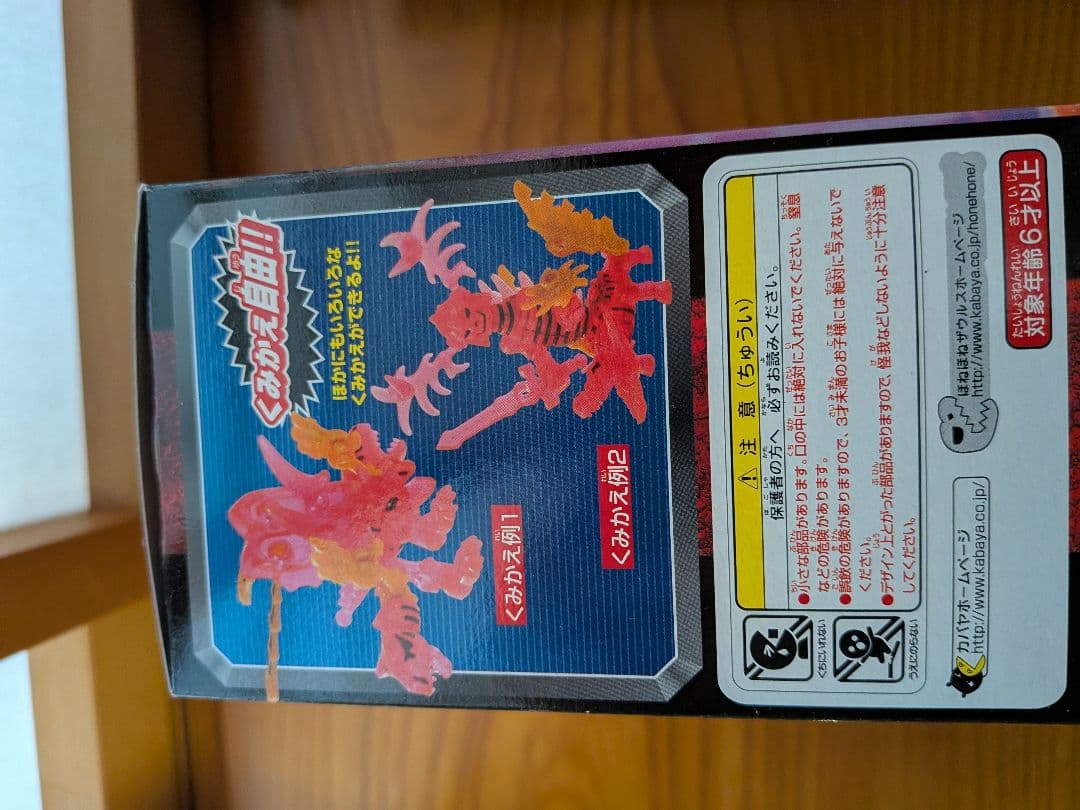 くみかえ自由!!!
ほかにもいろいろな
くみかえができるよ!!
くみかえ例1
くみかえ例2
⚠ 注 意 (ちゅうい)
保護者の方へ 必ずお読みください。
●小さな部品があります。口の中には絶対に入れないでください。窒息
などの危険があります。
●誤飲の危険がありますので、3才未満のお子様には絶対に与えないで
ください。
●デザイン上とがった部品がありますので、怪我などしないように十分注意
してください。
くちにいれない
うえにのらない
カバヤホームページ
http://www.kabaya.co.jp/
ほねほねザウルスホームページ
http://www.kabaya.co.jp/honehone/
対象年齢6才以上